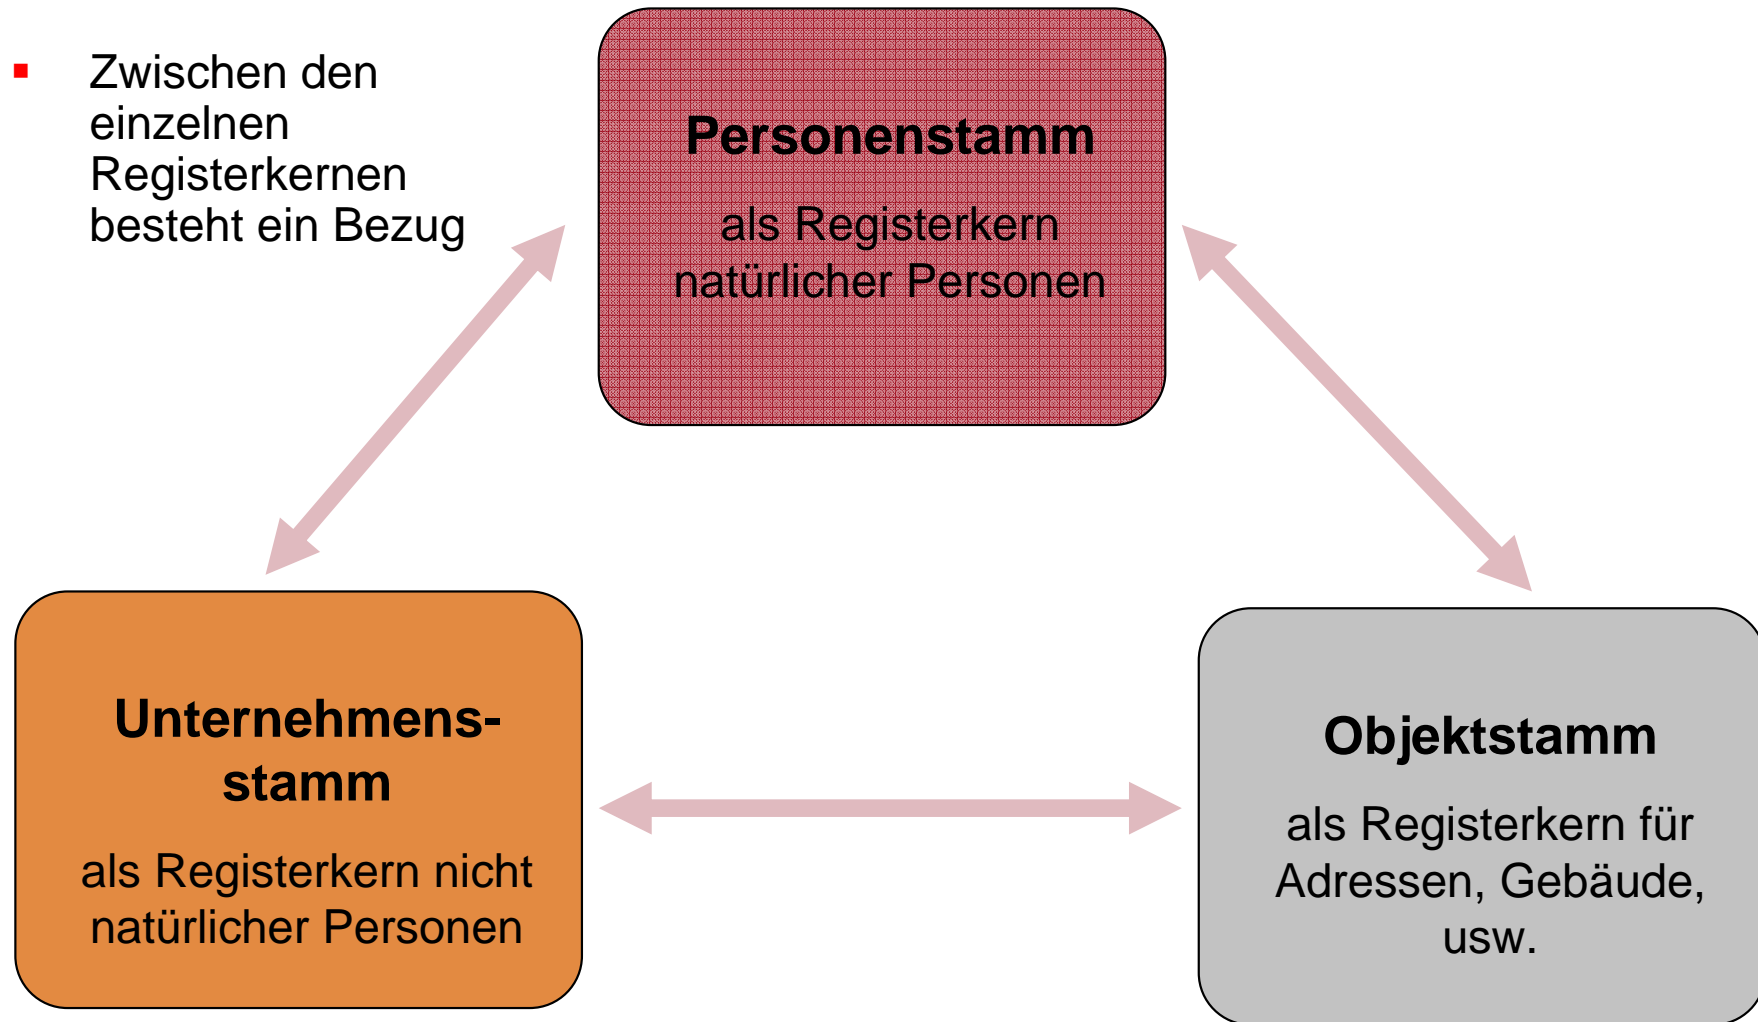 ▪ Zwischen den
einzelnen
Registerkernen
besteht ein Bezug
Personenstamm
als Registerkern
natürlicher Personen
Unternehmens-
stamm
als Registerkern nicht
natürlicher Personen
Objektstamm
als Registerkern für
Adressen, Gebäude,
usw.